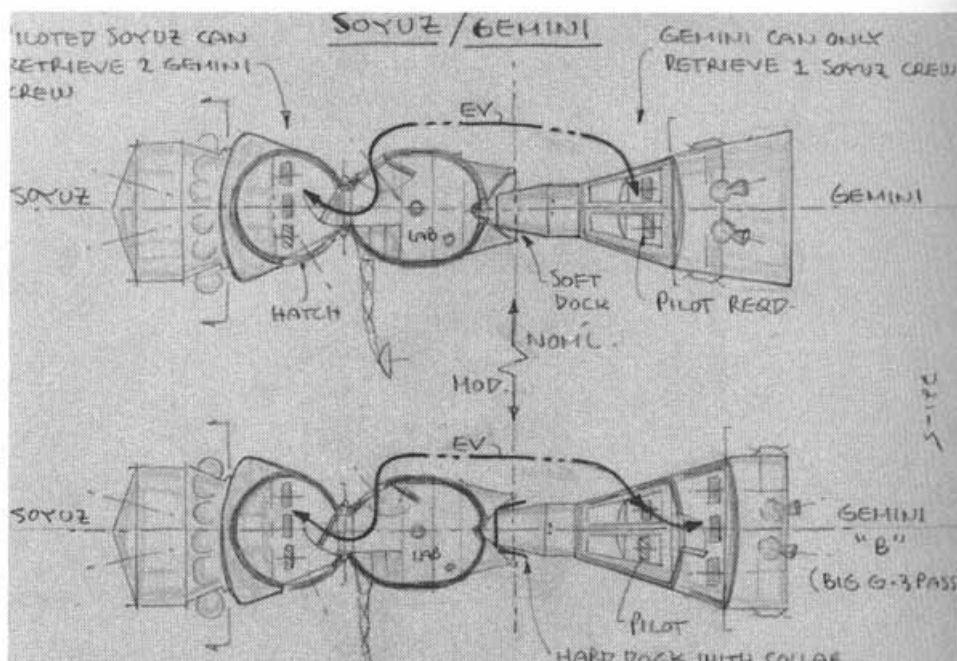 SOYUZ/GEMINI
PILOTED SOYUZ CAN
RETRIEVE 2 GEMINI
CREW
GEMINI CAN ONLY
RETRIEVE 1 SOYUZ CREW
EV
SOYUZ
GEMINI
LAB
HATCH
SOFT
DOCK
PILOT REQD.
NOM'L.
MOD.
EV
SOYUZ
GEMINI
"B"
(BIG G-3 PASS
LAB
PILOT
HARD DOCK WITH COLLAR